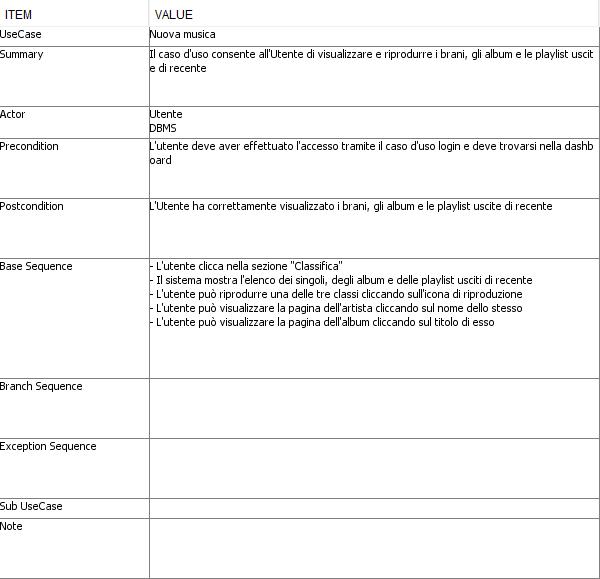 ITEM VALUE
UseCase Nuova musica
Summary Il caso d'uso consente all'Utente di visualizzare e riprodurre i brani, gli album e le playlist uscit
e di recente
Actor Utente
DBMS
Precondition L'utente deve aver effettuato l'accesso tramite il caso d'uso login e deve trovarsi nella dashb
oard
Postcondition L'Utente ha correttamente visualizzato i brani, gli album e le playlist uscite di recente
Base Sequence - L'utente clicca nella sezione "Classifica"
- Il sistema mostra l'elenco dei singoli, degli album e delle playlist usciti di recente
- L'utente può riprodurre una delle tre classi cliccando sull'icona di riproduzione
- L'utente può visualizzare la pagina dell'artista cliccando sul nome dello stesso
- L'utente può visualizzare la pagina dell'album cliccando sul titolo di esso
Branch Sequence
Exception Sequence
Sub UseCase
Note